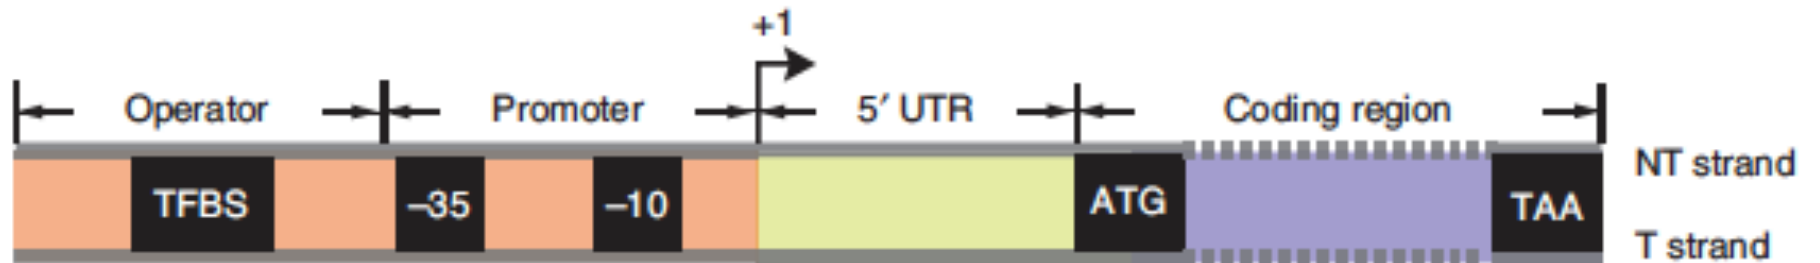 +1
Operator Promoter 5′ UTR Coding region
NT strand
TFBS –35 –10 ATG TAA
T strand